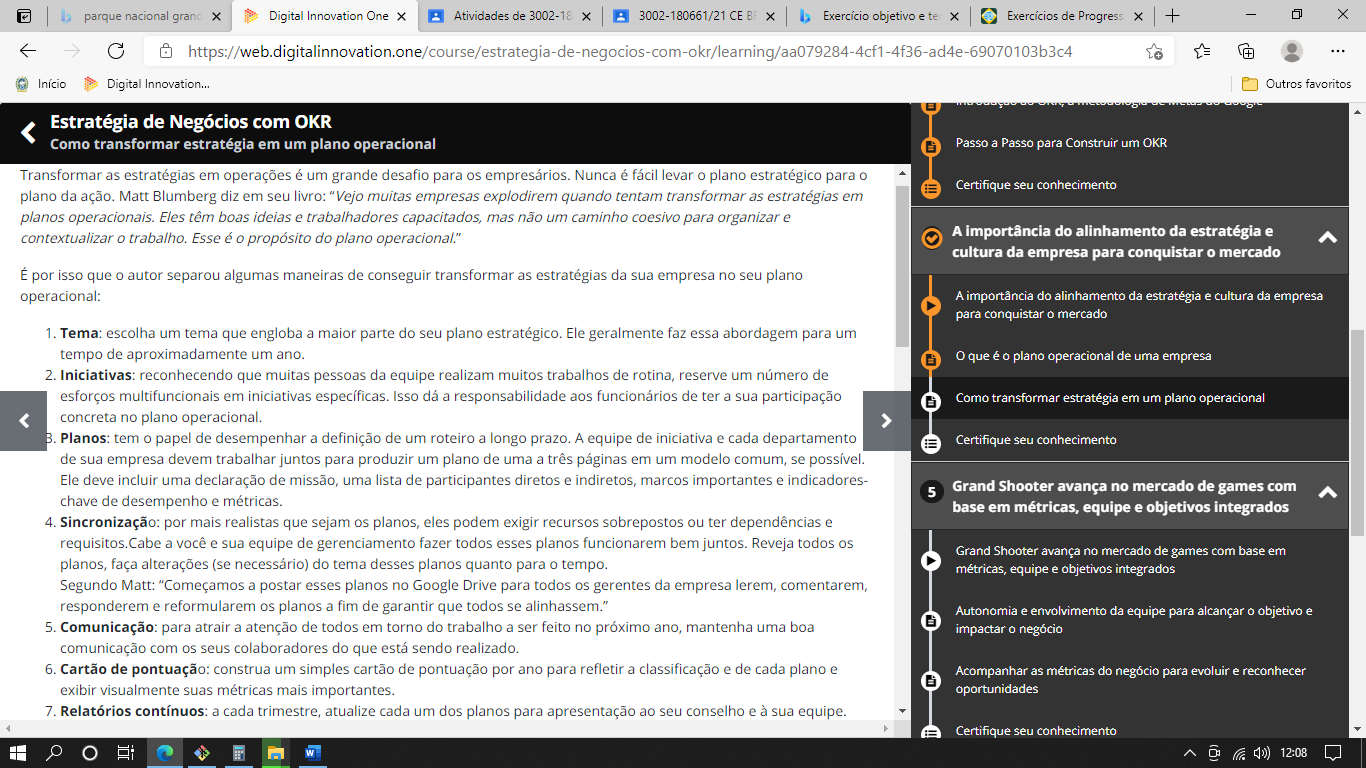 parque nacional grand
Digital Innovation One
Atividades de 3002-18
3002-180661/21 CE BF
Exercício objetivo e te
Exercícios de Progress
https://web.digitalinnovation.one/course/estrategia-de-negocios-com-okr/learning/aa079284-4cf1-4f36-ad4e-69070103b3c4
Início
Digital Innovation...
Outros favoritos
Estratégia de Negócios com OKR
Como transformar estratégia em um plano operacional
Transformar as estratégias em operações é um grande desafio para os empresários. Nunca é fácil levar o plano estratégico para o
plano da ação. Matt Blumberg diz em seu livro: “Vejo muitas empresas explodirem quando tentam transformar as estratégias em
planos operacionais. Eles têm boas ideias e trabalhadores capacitados, mas não um caminho coesivo para organizar e
contextualizar o trabalho. Esse é o propósito do plano operacional.”
É por isso que o autor separou algumas maneiras de conseguir transformar as estratégias da sua empresa no seu plano
operacional:
1. Tema: escolha um tema que engloba a maior parte do seu plano estratégico. Ele geralmente faz essa abordagem para um
tempo de aproximadamente um ano.
2. Iniciativas: reconhecendo que muitas pessoas da equipe realizam muitos trabalhos de rotina, reserve um número de
esforços multifuncionais em iniciativas específicas. Isso dá a responsabilidade aos funcionários de ter a sua participação
concreta no plano operacional.
3. Planos: tem o papel de desempenhar a definição de um roteiro a longo prazo. A equipe de iniciativa e cada departamento
de sua empresa devem trabalhar juntos para produzir um plano de uma a três páginas em um modelo comum, se possível.
Ele deve incluir uma declaração de missão, uma lista de participantes diretos e indiretos, marcos importantes e indicadores-
chave de desempenho e métricas.
4. Sincronização: por mais realistas que sejam os planos, eles podem exigir recursos sobrepostos ou ter dependências e
requisitos.Cabe a você e sua equipe de gerenciamento fazer todos esses planos funcionarem bem juntos. Reveja todos os
planos, faça alterações (se necessário) do tema desses planos quanto para o tempo.
Segundo Matt: “Começamos a postar esses planos no Google Drive para todos os gerentes da empresa lerem, comentarem,
responderem e reformularem os planos a fim de garantir que todos se alinhassem.”
5. Comunicação: para atrair a atenção de todos em torno do trabalho a ser feito no próximo ano, mantenha uma boa
comunicação com os seus colaboradores do que está sendo realizado.
6. Cartão de pontuação: construa um simples cartão de pontuação por ano para refletir a classificação e de cada plano e
exibir visualmente suas métricas mais importantes.
7. Relatórios contínuos: a cada trimestre, atualize cada um dos planos para apresentação ao seu conselho e à sua equipe.
Introdução ao OKR, a metodologia de Metas do Google
Passo a Passo para Construir um OKR
Certifique seu conhecimento
A importância do alinhamento da estratégia e
cultura da empresa para conquistar o mercado
A importância do alinhamento da estratégia e cultura da empresa
para conquistar o mercado
O que é o plano operacional de uma empresa
Como transformar estratégia em um plano operacional
Certifique seu conhecimento
5
Grand Shooter avança no mercado de games com
base em métricas, equipe e objetivos integrados
Grand Shooter avança no mercado de games com base em
métricas, equipe e objetivos integrados
Autonomia e envolvimento da equipe para alcançar o objetivo e
impactar o negócio
Acompanhar as métricas do negócio para evoluir e reconhecer
oportunidades
Certifique seu conhecimento
12:08